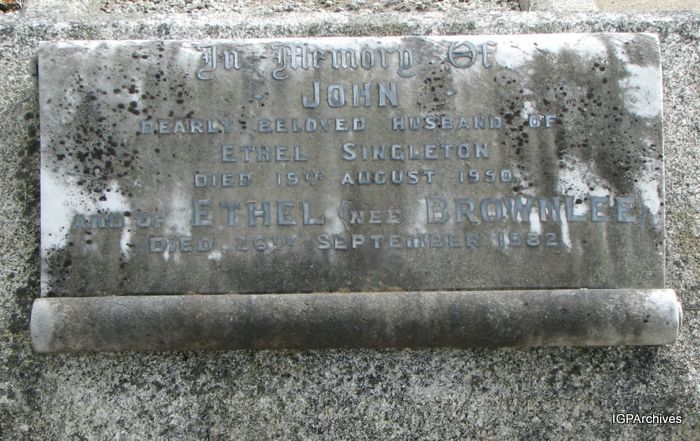 In Memory Of
JOHN
DEARLY BELOVED HUSBAND OF
ETHEL SINGLETON
DIED 19TH AUGUST 1950.
AND OF ETHEL (NEE BROWNLEE)
DIED 26TH SEPTEMBER 1982
IGPArchives